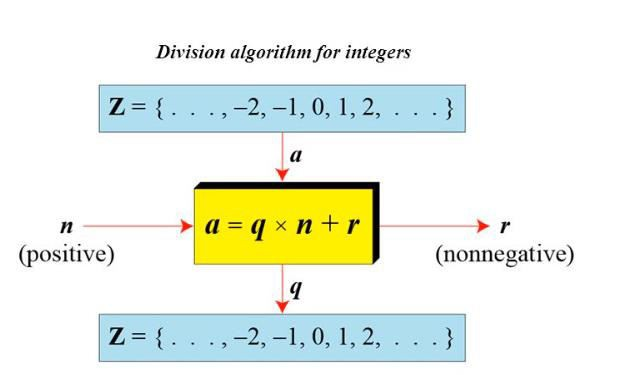 Division algorithm for integers
Z = { . . . , −2, −1, 0, 1, 2, . . . }
a
n
(positive)
a = q × n + r
r
(nonnegative)
q
Z = { . . . , −2, −1, 0, 1, 2, . . . }